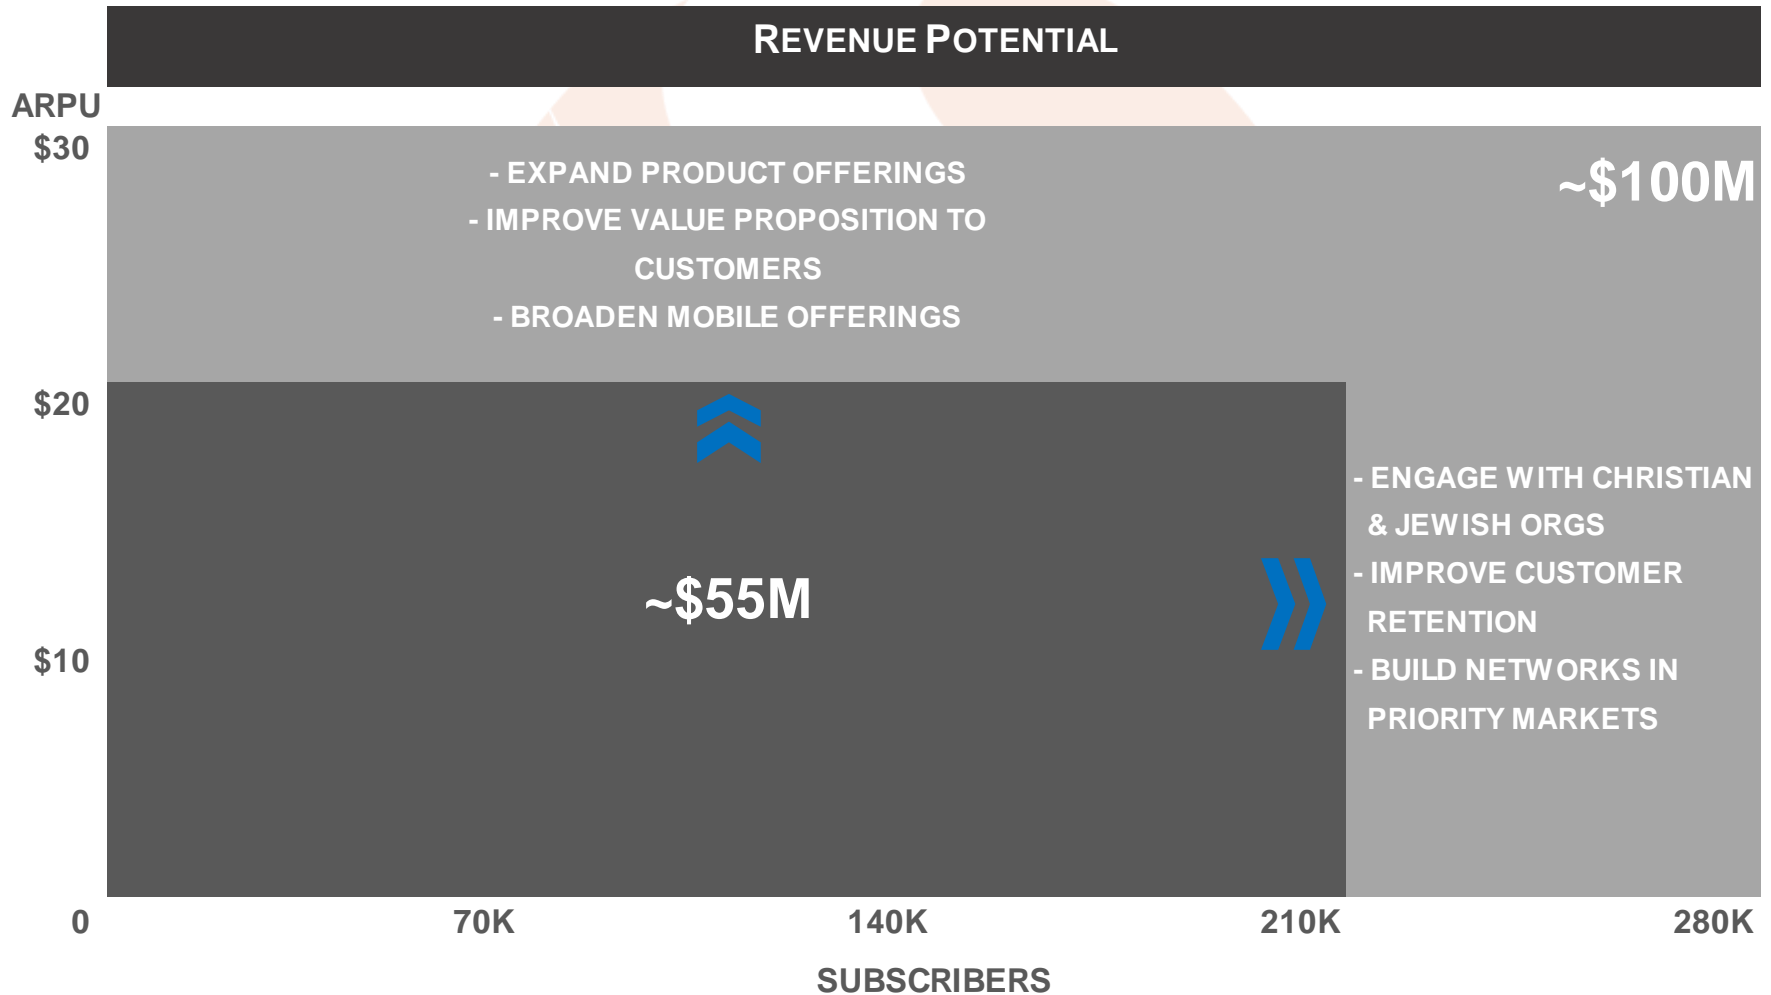 REVENUE POTENTIAL
ARPU
$30
- EXPAND PRODUCT OFFERINGS
- IMPROVE VALUE PROPOSITION TO
CUSTOMERS
- BROADEN MOBILE OFFERINGS
~$100M
$20
- ENGAGE WITH CHRISTIAN
& JEWISH ORGS
- IMPROVE CUSTOMER
RETENTION
- BUILD NETWORKS IN
PRIORITY MARKETS
~$55M
$10
0
70K
140K
210K
280K
SUBSCRIBERS